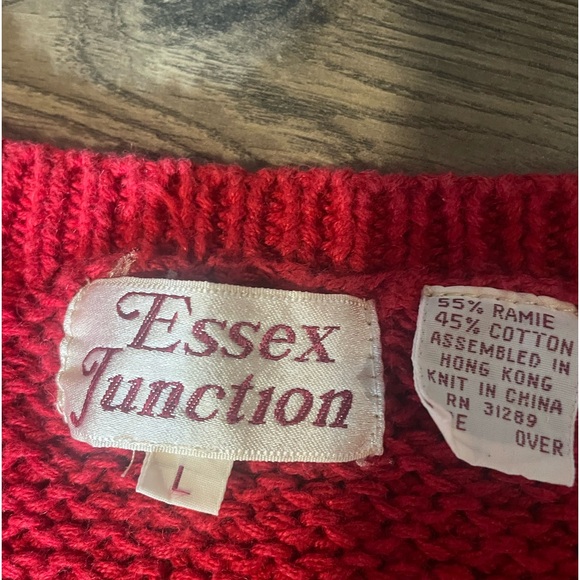 Essex
Junction
L
55% RAMIE
45% COTTON
ASSEMBLED IN
HONG KONG
KNIT IN CHINA
RN 31289
OVER